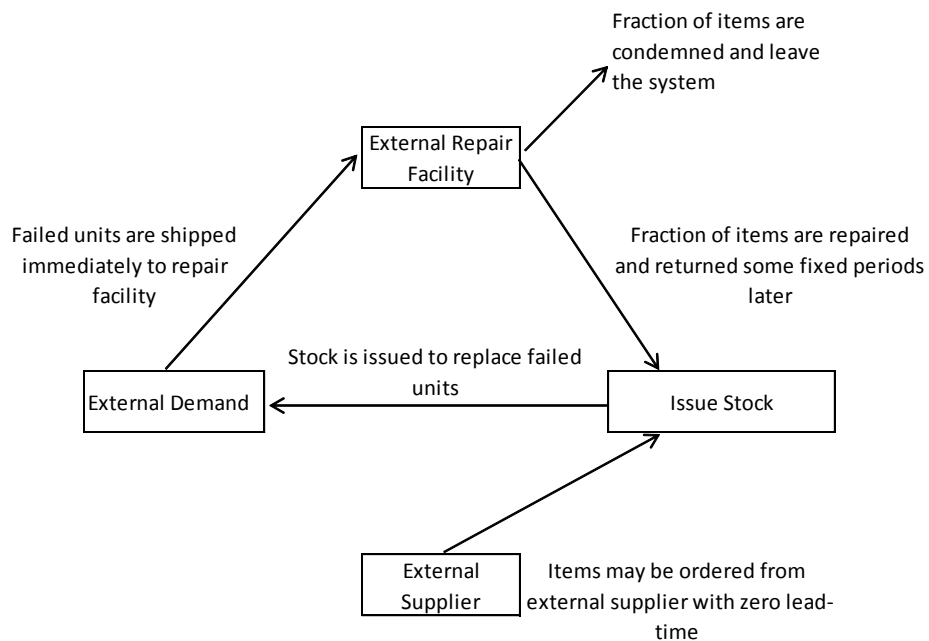 Fraction of items are
condemned and leave
the system
External Repair
Facility
Failed units are shipped
immediately to repair
facility
Fraction of items are repaired
and returned some fixed periods
later
Stock is issued to replace failed
units
External Demand
Issue Stock
External
Supplier
Items may be ordered from
external supplier with zero lead-
time